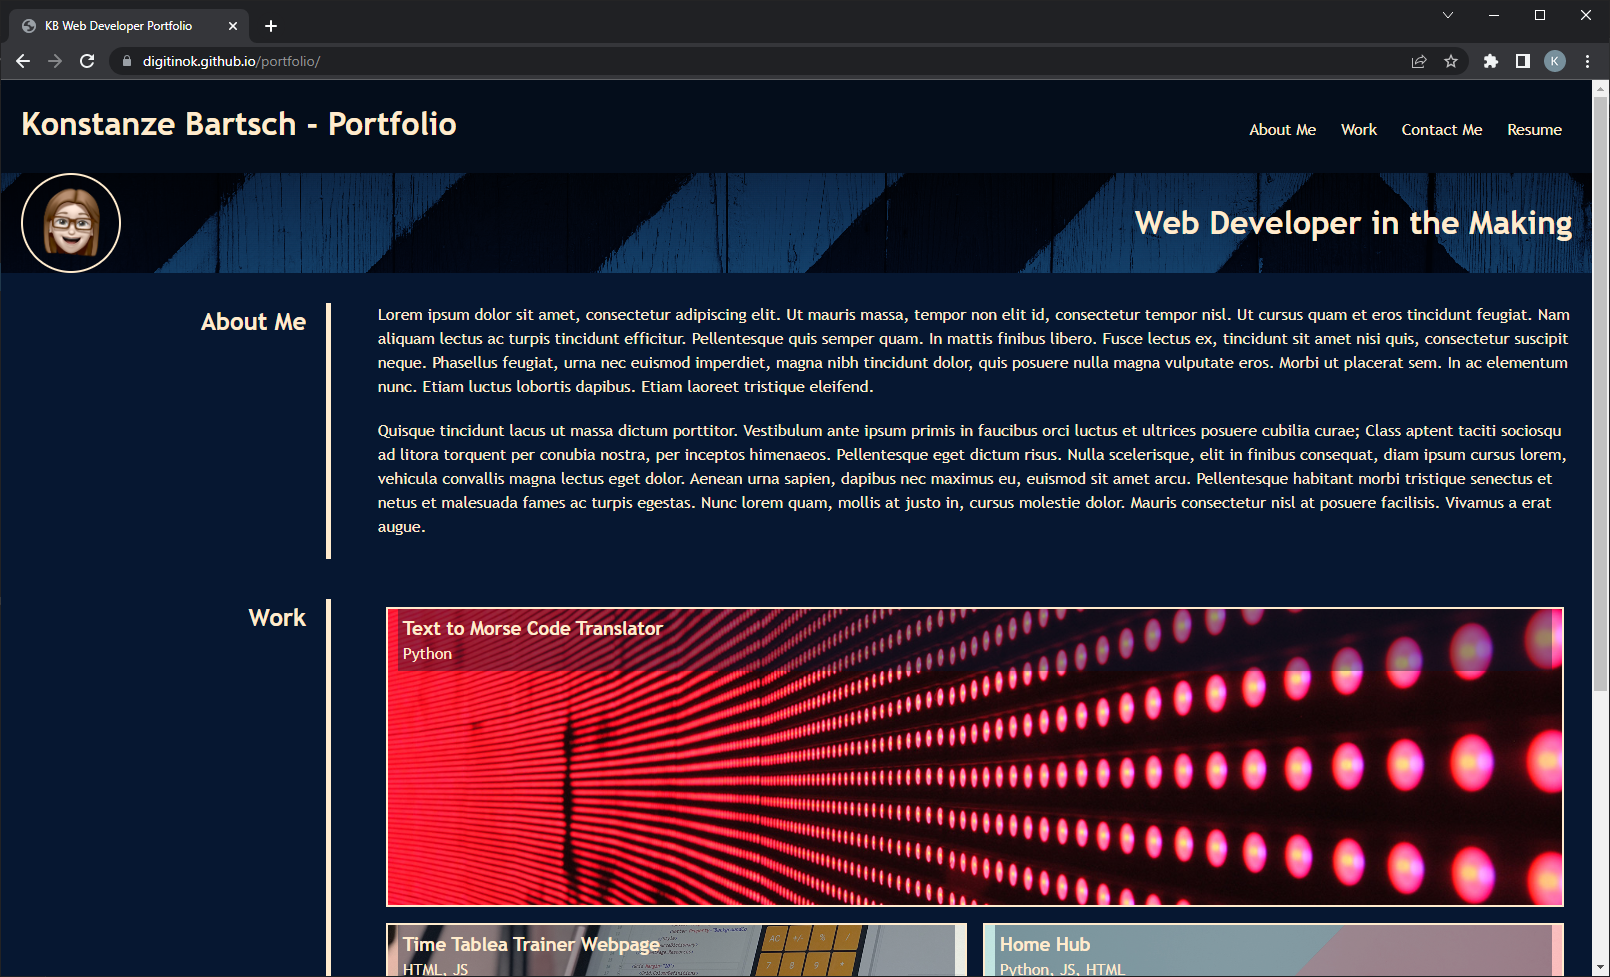 KB Web Developer Portfolio
digitinok.github.io/portfolio/
K
Konstanze Bartsch - Portfolio
About Me Work Contact Me Resume
Web Developer in the Making
About Me
Lorem ipsum dolor sit amet, consectetur adipiscing elit. Ut mauris massa, tempor non elit id, consectetur tempor nisl. Ut cursus quam et eros tincidunt feugiat. Nam
aliquam lectus ac turpis tincidunt efficitur. Pellentesque quis semper quam. In mattis finibus libero. Fusce lectus ex, tincidunt sit amet nisi quis, consectetur suscipit
neque. Phasellus feugiat, urna nec euismod imperdiet, magna nibh tincidunt dolor, quis posuere nulla magna vulputate eros. Morbi ut placerat sem. In ac elementum
nunc. Etiam luctus lobortis dapibus. Etiam laoreet tristique eleifend.
Quisque tincidunt lacus ut massa dictum porttitor. Vestibulum ante ipsum primis in faucibus orci luctus et ultrices posuere cubilia curae; Class aptent taciti sociosqu
ad litora torquent per conubia nostra, per inceptos himenaeos. Pellentesque eget dictum risus. Nulla scelerisque, elit in finibus consequat, diam ipsum cursus lorem,
vehicula convallis magna lectus eget dolor. Aenean urna sapien, dapibus nec maximus eu, euismod sit amet arcu. Pellentesque habitant morbi tristique senectus et
netus et malesuada fames ac turpis egestas. Nunc lorem quam, mollis at justo in, cursus molestie dolor. Mauris consectetur nisl at posuere facilisis. Vivamus a erat
augue.
Work
Text to Morse Code Translator
Python
Time Tablea Trainer Webpage
HTML, JS
AC +/- % /
7 8 9 *
Home Hub
Python, JS, HTML